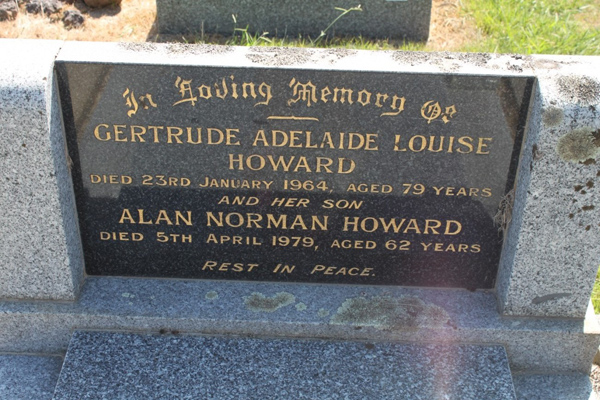 In Loving Memory Of
GERTRUDE ADELAIDE LOUISE
HOWARD
DIED 23RD JANUARY 1964, AGED 79 YEARS
AND HER SON
ALAN NORMAN HOWARD
DIED 5TH APRIL 1979, AGED 62 YEARS
REST IN PEACE.